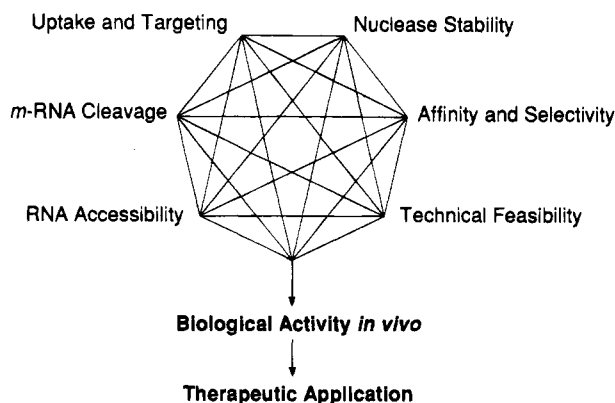 Uptake and Targeting
Nuclease Stability
m-RNA Cleavage
Affinity and Selectivity
RNA Accessibility
Technical Feasibility
Biological Activity in vivo
Therapeutic Application